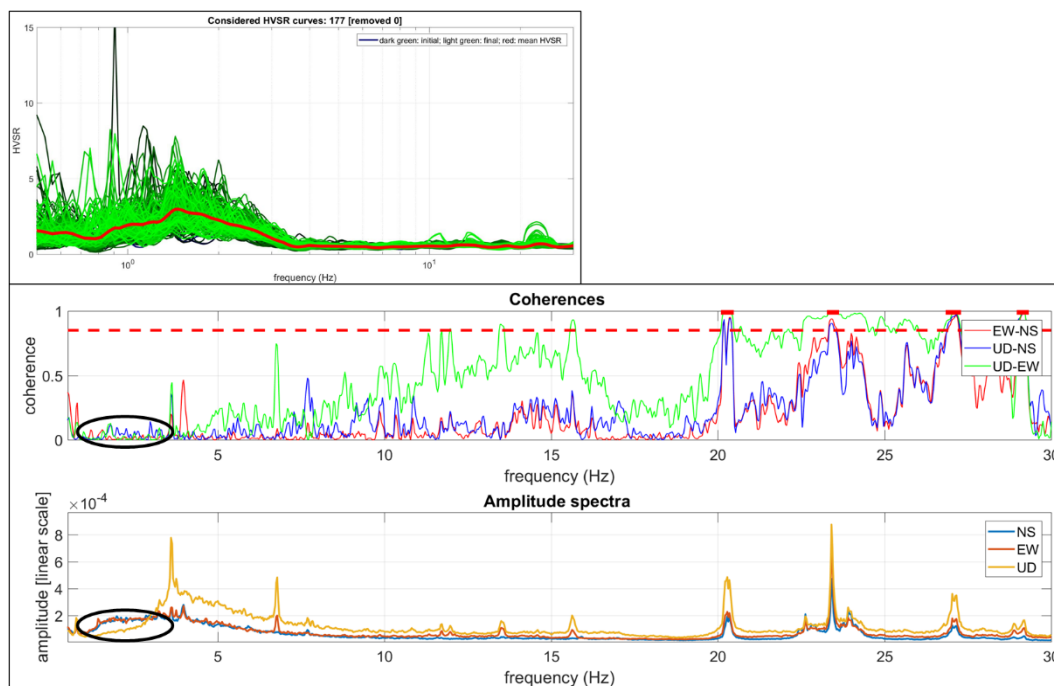 Considered HVSR curves: 177 [removed 0]
15
dark green: initial; light green: final; red: mean HVSR
10
HVSR
5
0
10⁰
10¹
frequency (Hz)
Coherences
1
EW-NS
UD-NS
UD-EW
coherence
0.5
0
5
10
15
20
25
30
frequency (Hz)
×10⁻⁴
Amplitude spectra
8
NS
EW
UD
6
4
2
amplitude [linear scale]
5
10
15
20
25
30
frequency (Hz)